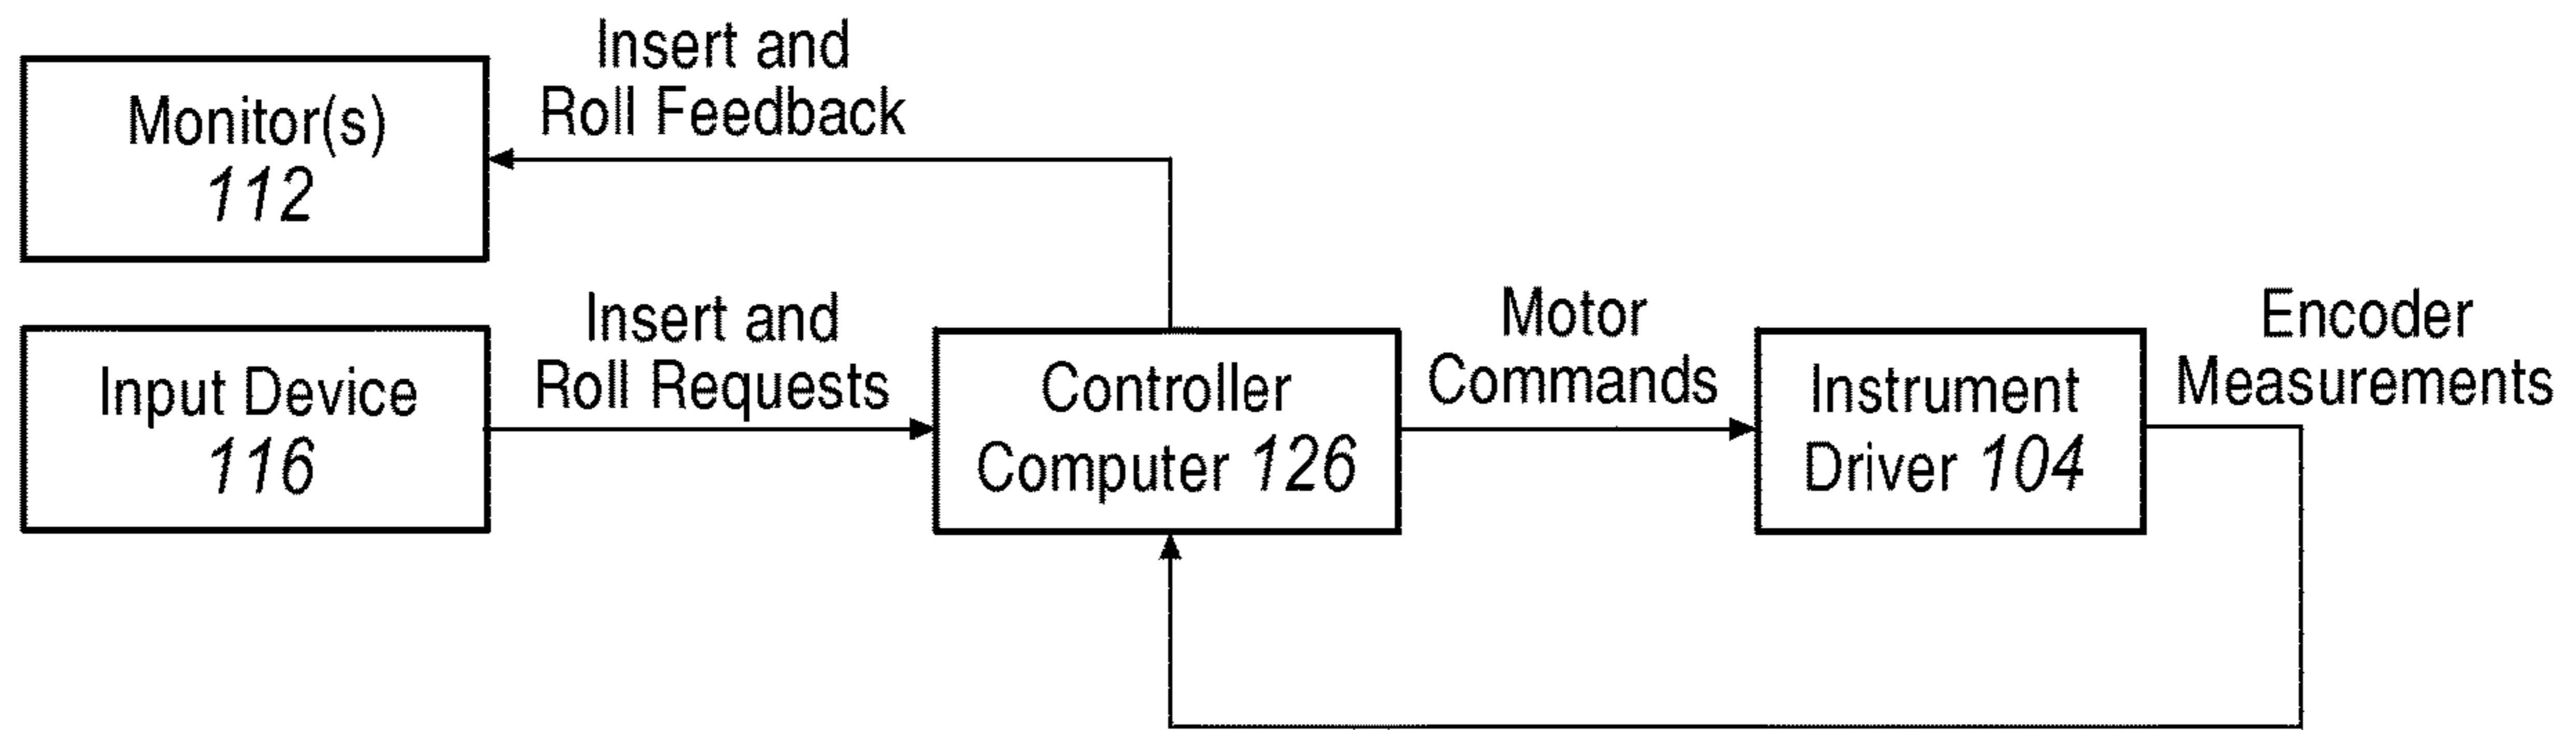 Insert and
Roll Feedback
Monitor(s)
112
Insert and
Roll Requests
Input Device
116
Controller
Computer 126
Motor
Commands
Instrument
Driver 104
Encoder
Measurements